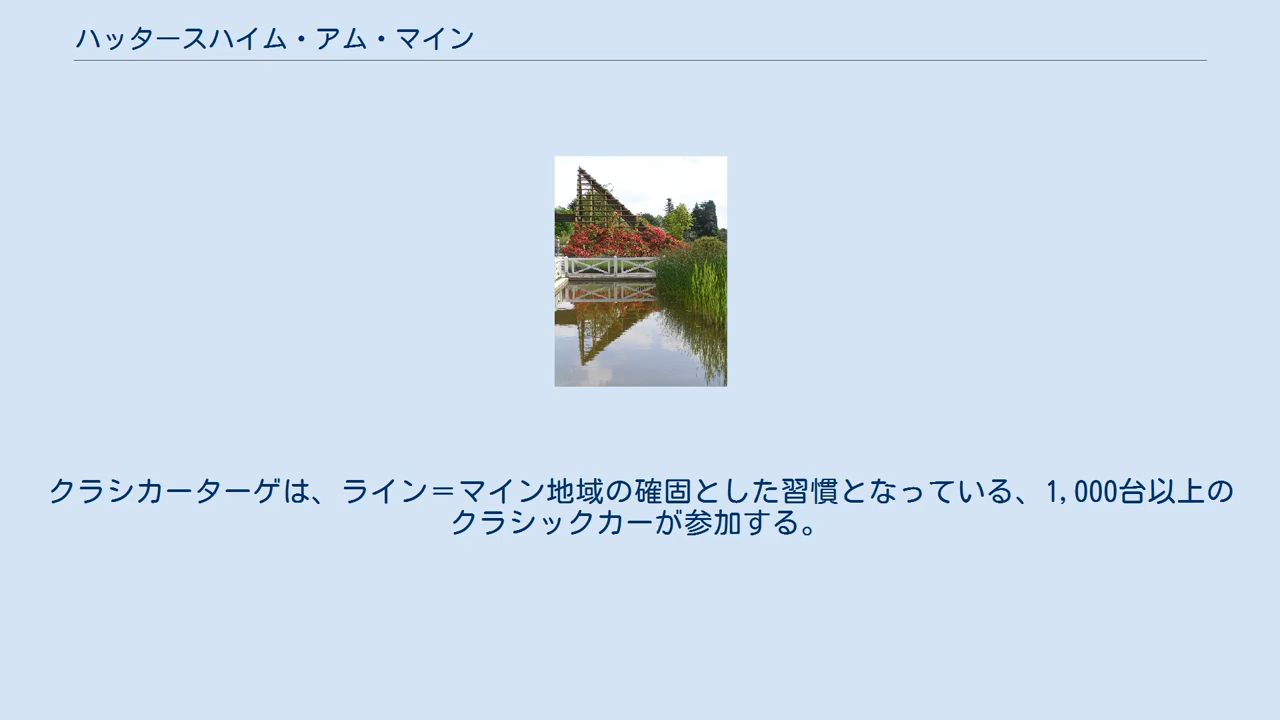 ハッタースハイム・アム・マイン
クラシカーターゲは、ライン＝マイン地域の確固とした習慣となっている、1,000台以上の
クラシックカーが参加する。